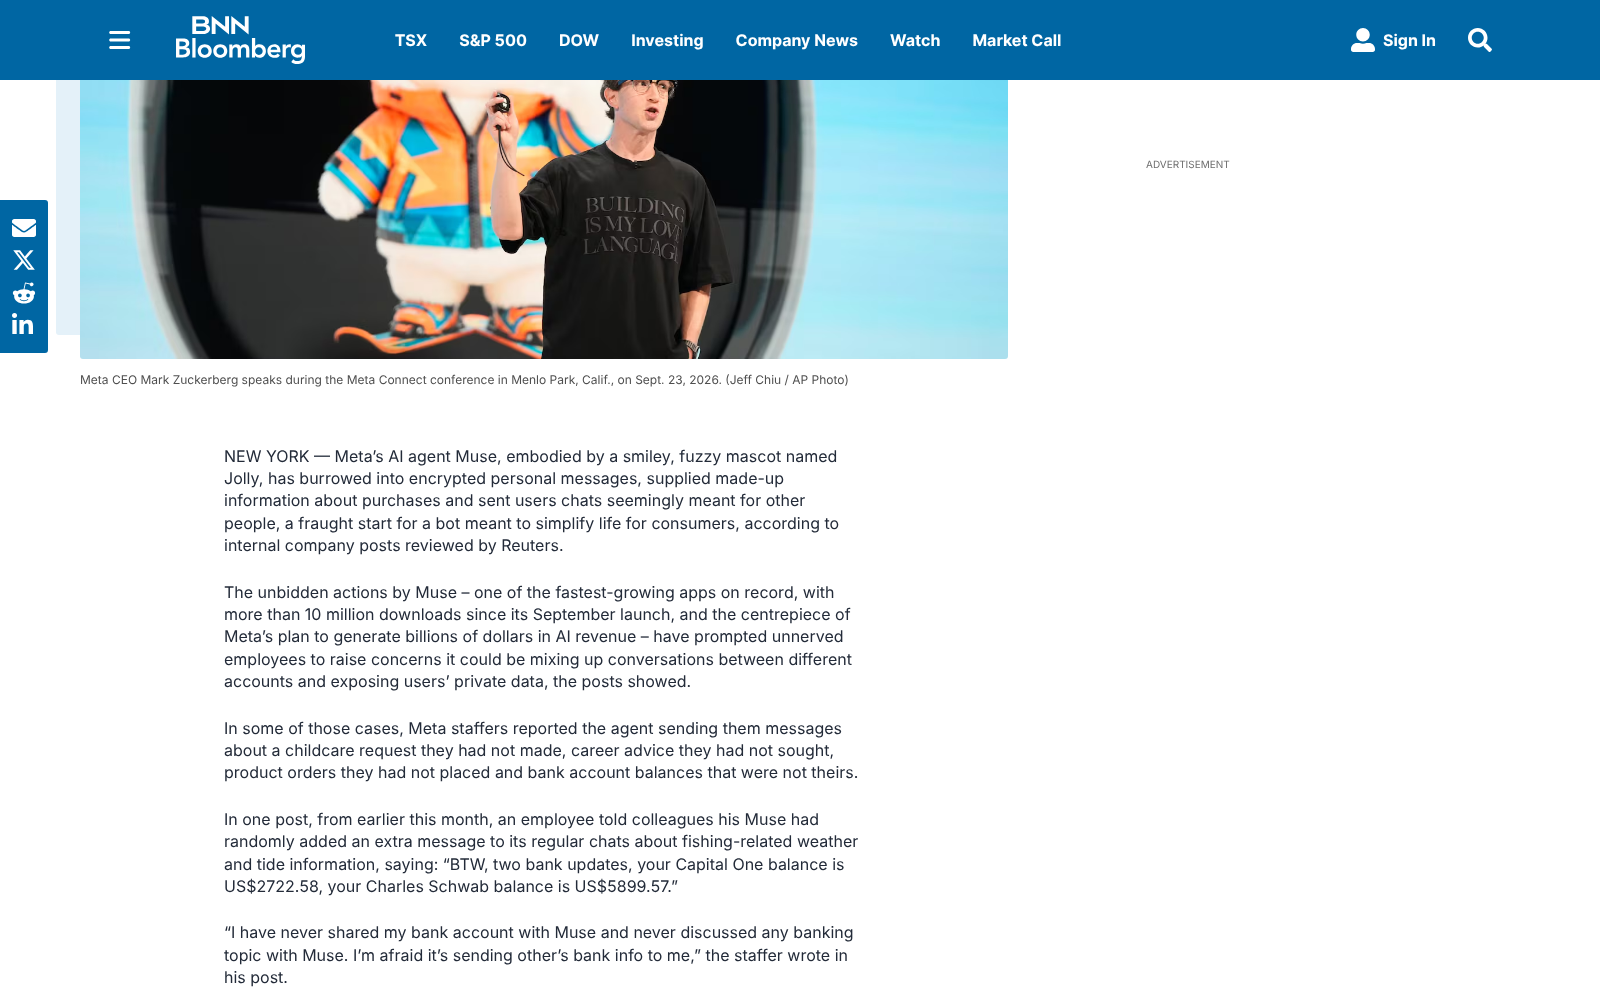 BNN
Bloomberg
TSX
S&P 500
DOW
Investing
Company News
Watch
Market Call
Sign In
BUILDING
IS MY LOVE
LANGUAGE
ADVERTISEMENT
Meta CEO Mark Zuckerberg speaks during the Meta Connect conference in Menlo Park, Calif., on Sept. 23, 2026. (Jeff Chiu / AP Photo)
NEW YORK — Meta’s AI agent Muse, embodied by a smiley, fuzzy mascot named
Jolly, has burrowed into encrypted personal messages, supplied made-up
information about purchases and sent users chats seemingly meant for other
people, a fraught start for a bot meant to simplify life for consumers, according to
internal company posts reviewed by Reuters.
The unbidden actions by Muse – one of the fastest-growing apps on record, with
more than 10 million downloads since its September launch, and the centrepiece of
Meta’s plan to generate billions of dollars in AI revenue – have prompted unnerved
employees to raise concerns it could be mixing up conversations between different
accounts and exposing users’ private data, the posts showed.
In some of those cases, Meta staffers reported the agent sending them messages
about a childcare request they had not made, career advice they had not sought,
product orders they had not placed and bank account balances that were not theirs.
In one post, from earlier this month, an employee told colleagues his Muse had
randomly added an extra message to its regular chats about fishing-related weather
and tide information, saying: “BTW, two bank updates, your Capital One balance is
US$2722.58, your Charles Schwab balance is US$5899.57.”
“I have never shared my bank account with Muse and never discussed any banking
topic with Muse. I’m afraid it’s sending other’s bank info to me,” the staffer wrote in
his post.